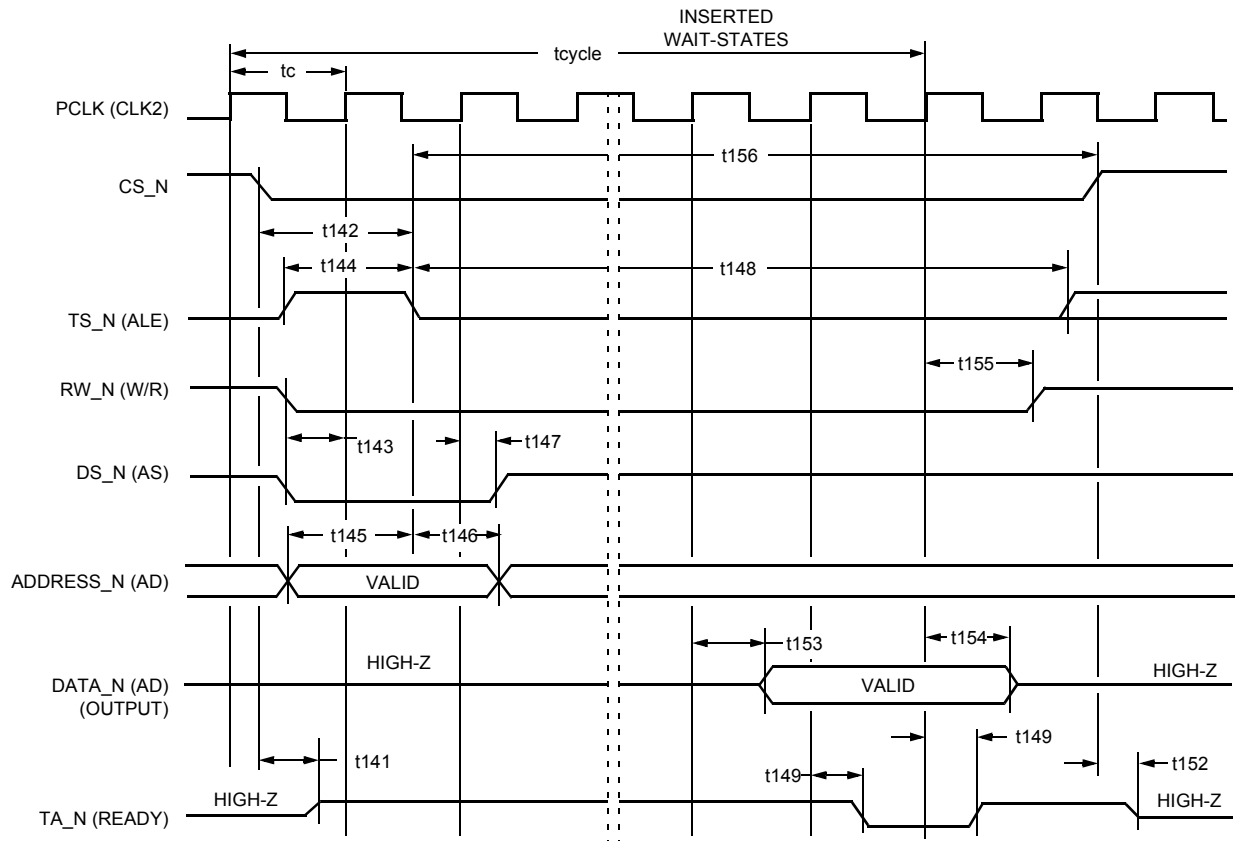 INSERTED
WAIT-STATES
tcycle
tc
PCLK (CLK2)
t156
CS_N
t142
t144
t148
TS_N (ALE)
t155
RW_N (W/R)
t143
t147
DS_N (AS)
t145
t146
ADDRESS_N (AD)
VALID
t153
t154
HIGH-Z
HIGH-Z
DATA_N (AD)
(OUTPUT)
VALID
t141
t149
t149
t152
HIGH-Z
HIGH-Z
TA_N (READY)